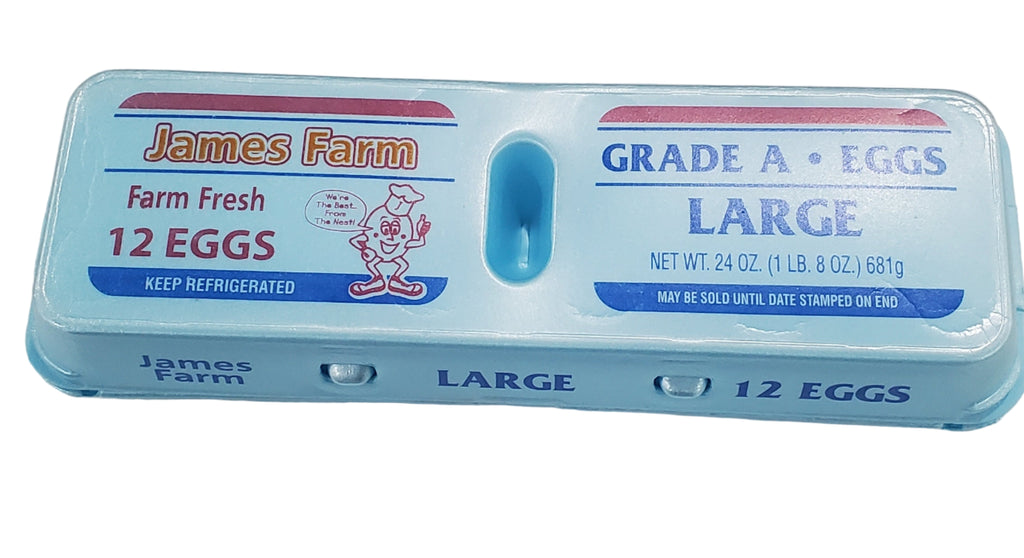 James Farm
Farm Fresh
12 EGGS
We're
The Best
From
The Nest!
KEEP REFRIGERATED
GRADE A • EGGS
LARGE
NET WT. 24 OZ. (1 LB. 8 OZ.) 681g
MAY BE SOLD UNTIL DATE STAMPED ON END
James
Farm
LARGE
12 EGGS